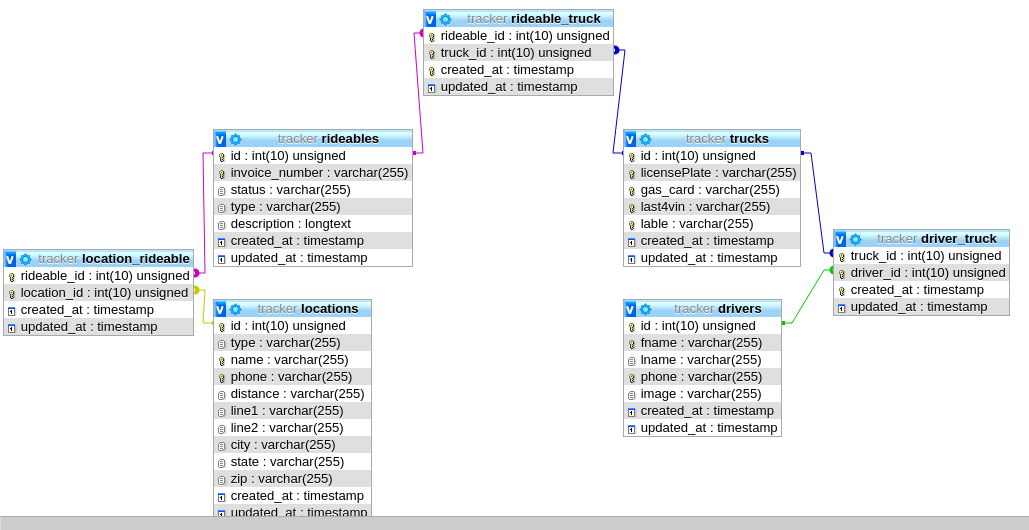 tracker rideable_truck
rideable_id : int(10) unsigned
truck_id : int(10) unsigned
created_at : timestamp
updated_at : timestamp
tracker rideables
id : int(10) unsigned
invoice_number : varchar(255)
status : varchar(255)
type : varchar(255)
description : longtext
created_at : timestamp
updated_at : timestamp
tracker trucks
id : int(10) unsigned
licensePlate : varchar(255)
gas_card : varchar(255)
last4vin : varchar(255)
lable : varchar(255)
created_at : timestamp
updated_at : timestamp
tracker driver_truck
truck_id : int(10) unsigned
driver_id : int(10) unsigned
created_at : timestamp
updated_at : timestamp
tracker location_rideable
rideable_id : int(10) unsigned
location_id : int(10) unsigned
created_at : timestamp
updated_at : timestamp
tracker locations
id : int(10) unsigned
type : varchar(255)
name : varchar(255)
phone : varchar(255)
distance : varchar(255)
line1 : varchar(255)
line2 : varchar(255)
city : varchar(255)
state : varchar(255)
zip : varchar(255)
created_at : timestamp
updated_at : timestamp
tracker drivers
id : int(10) unsigned
fname : varchar(255)
lname : varchar(255)
phone : varchar(255)
image : varchar(255)
created_at : timestamp
updated_at : timestamp